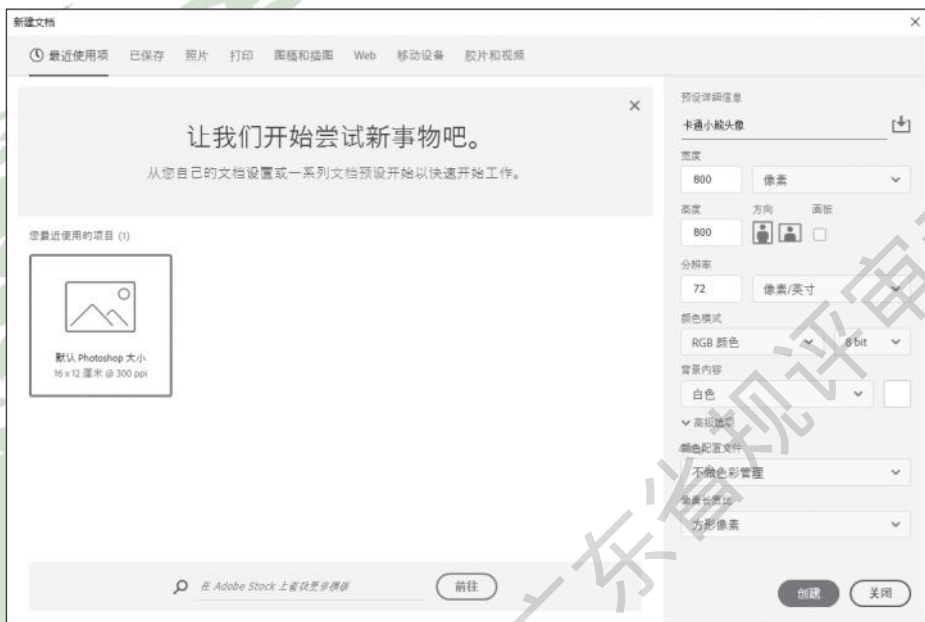 新建文档
最近使用项 已保存 照片 打印 图稿和插图 Web 移动设备 胶片和视频
让我们开始尝试新事物吧。
从您自己的文档设置或一系列文档预设开始以快速开始工作。
您最近使用的项目 (1)
默认 Photoshop 大小
16 x 12 厘米 @ 300 ppi
在 Adobe Stock 上查找更多模板 前往
预设详细信息
卡通小熊头像
宽度
800 像素
高度 方向 画板
800
分辨率
72 像素/英寸
颜色模式
RGB 颜色 8 bit
背景内容
白色
高级选项
颜色配置文件
不做色彩管理
像素长宽比
方形像素
创建 关闭
广东省规评审